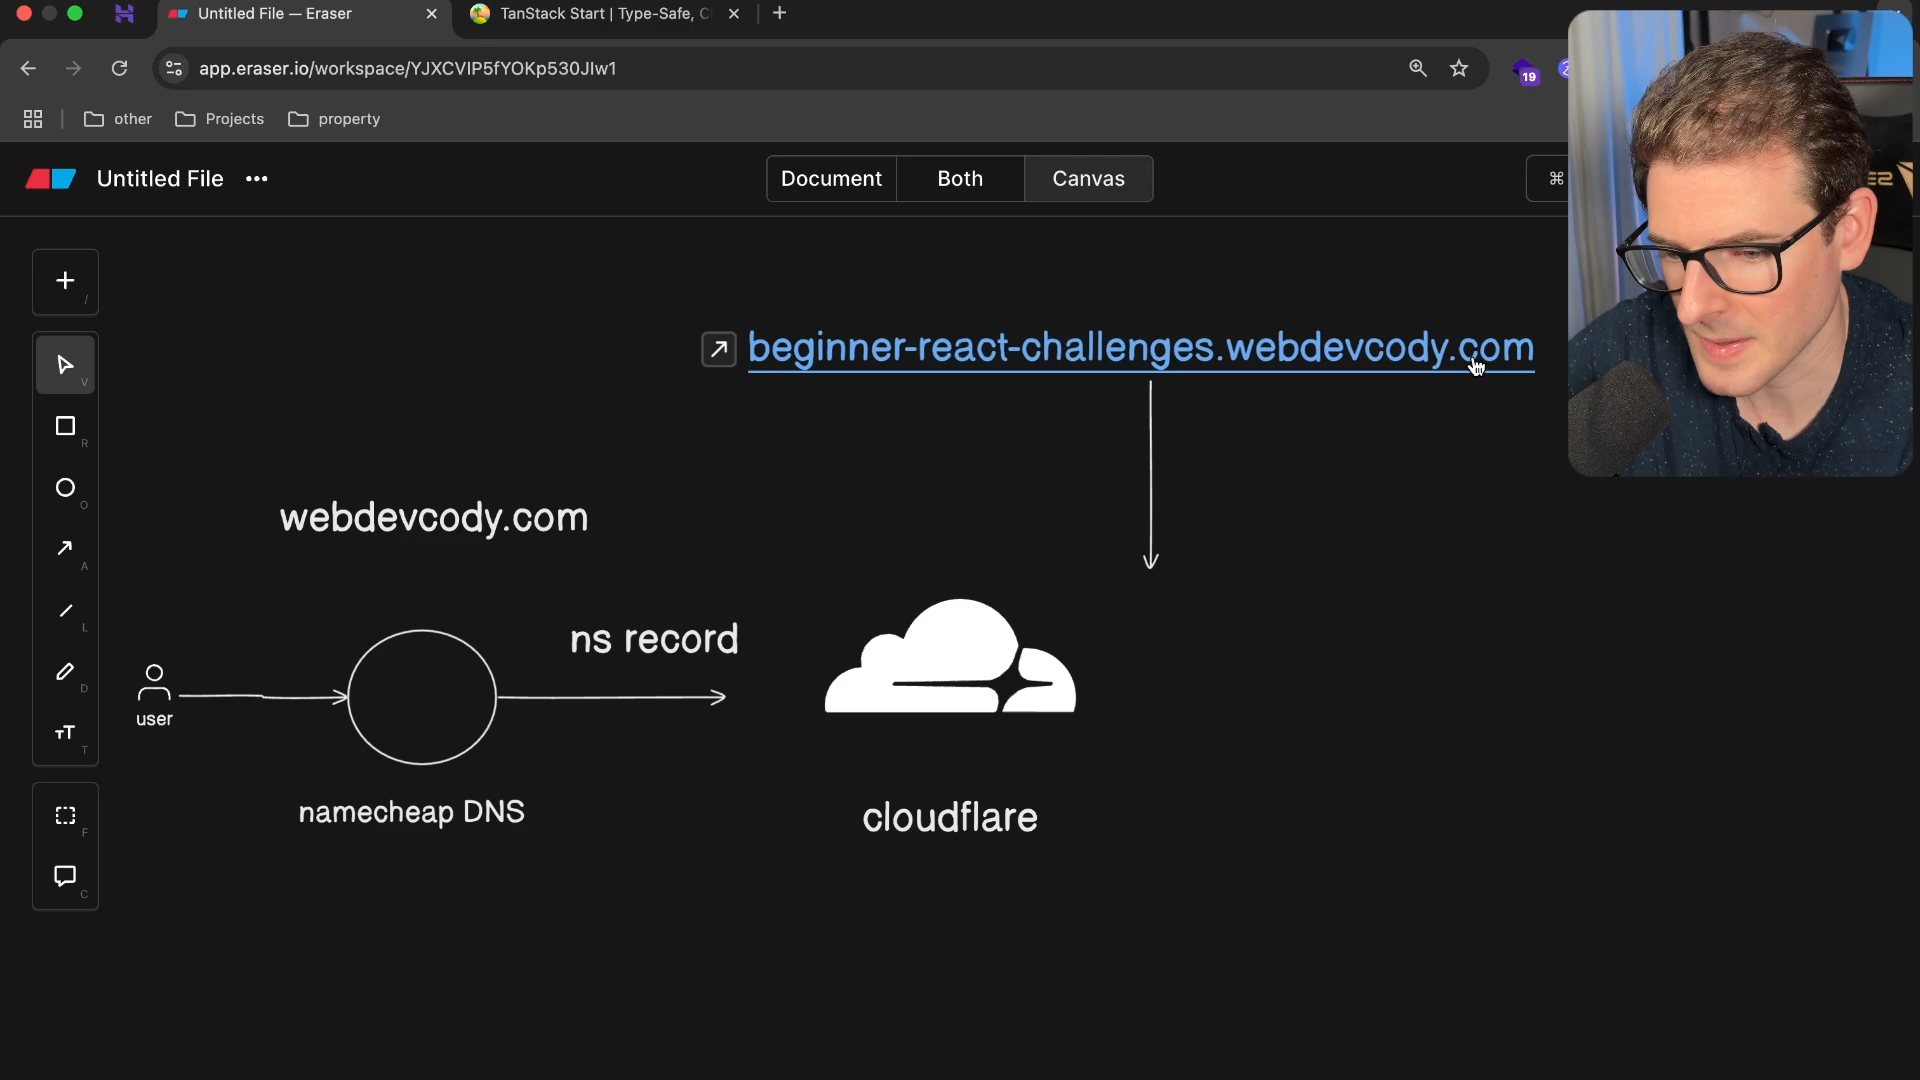 Untitled File — Eraser
TanStack Start | Type-Safe, C
app.eraser.io/workspace/YJXCVIP5fYOKp530JIw1
19
other
Projects
property
Untitled File
Document
Both
Canvas
⌘
/
V
R
O
A
L
D
T
F
C
beginner-react-challenges.webdevcody.com
webdevcody.com
ns record
user
namecheap DNS
cloudflare